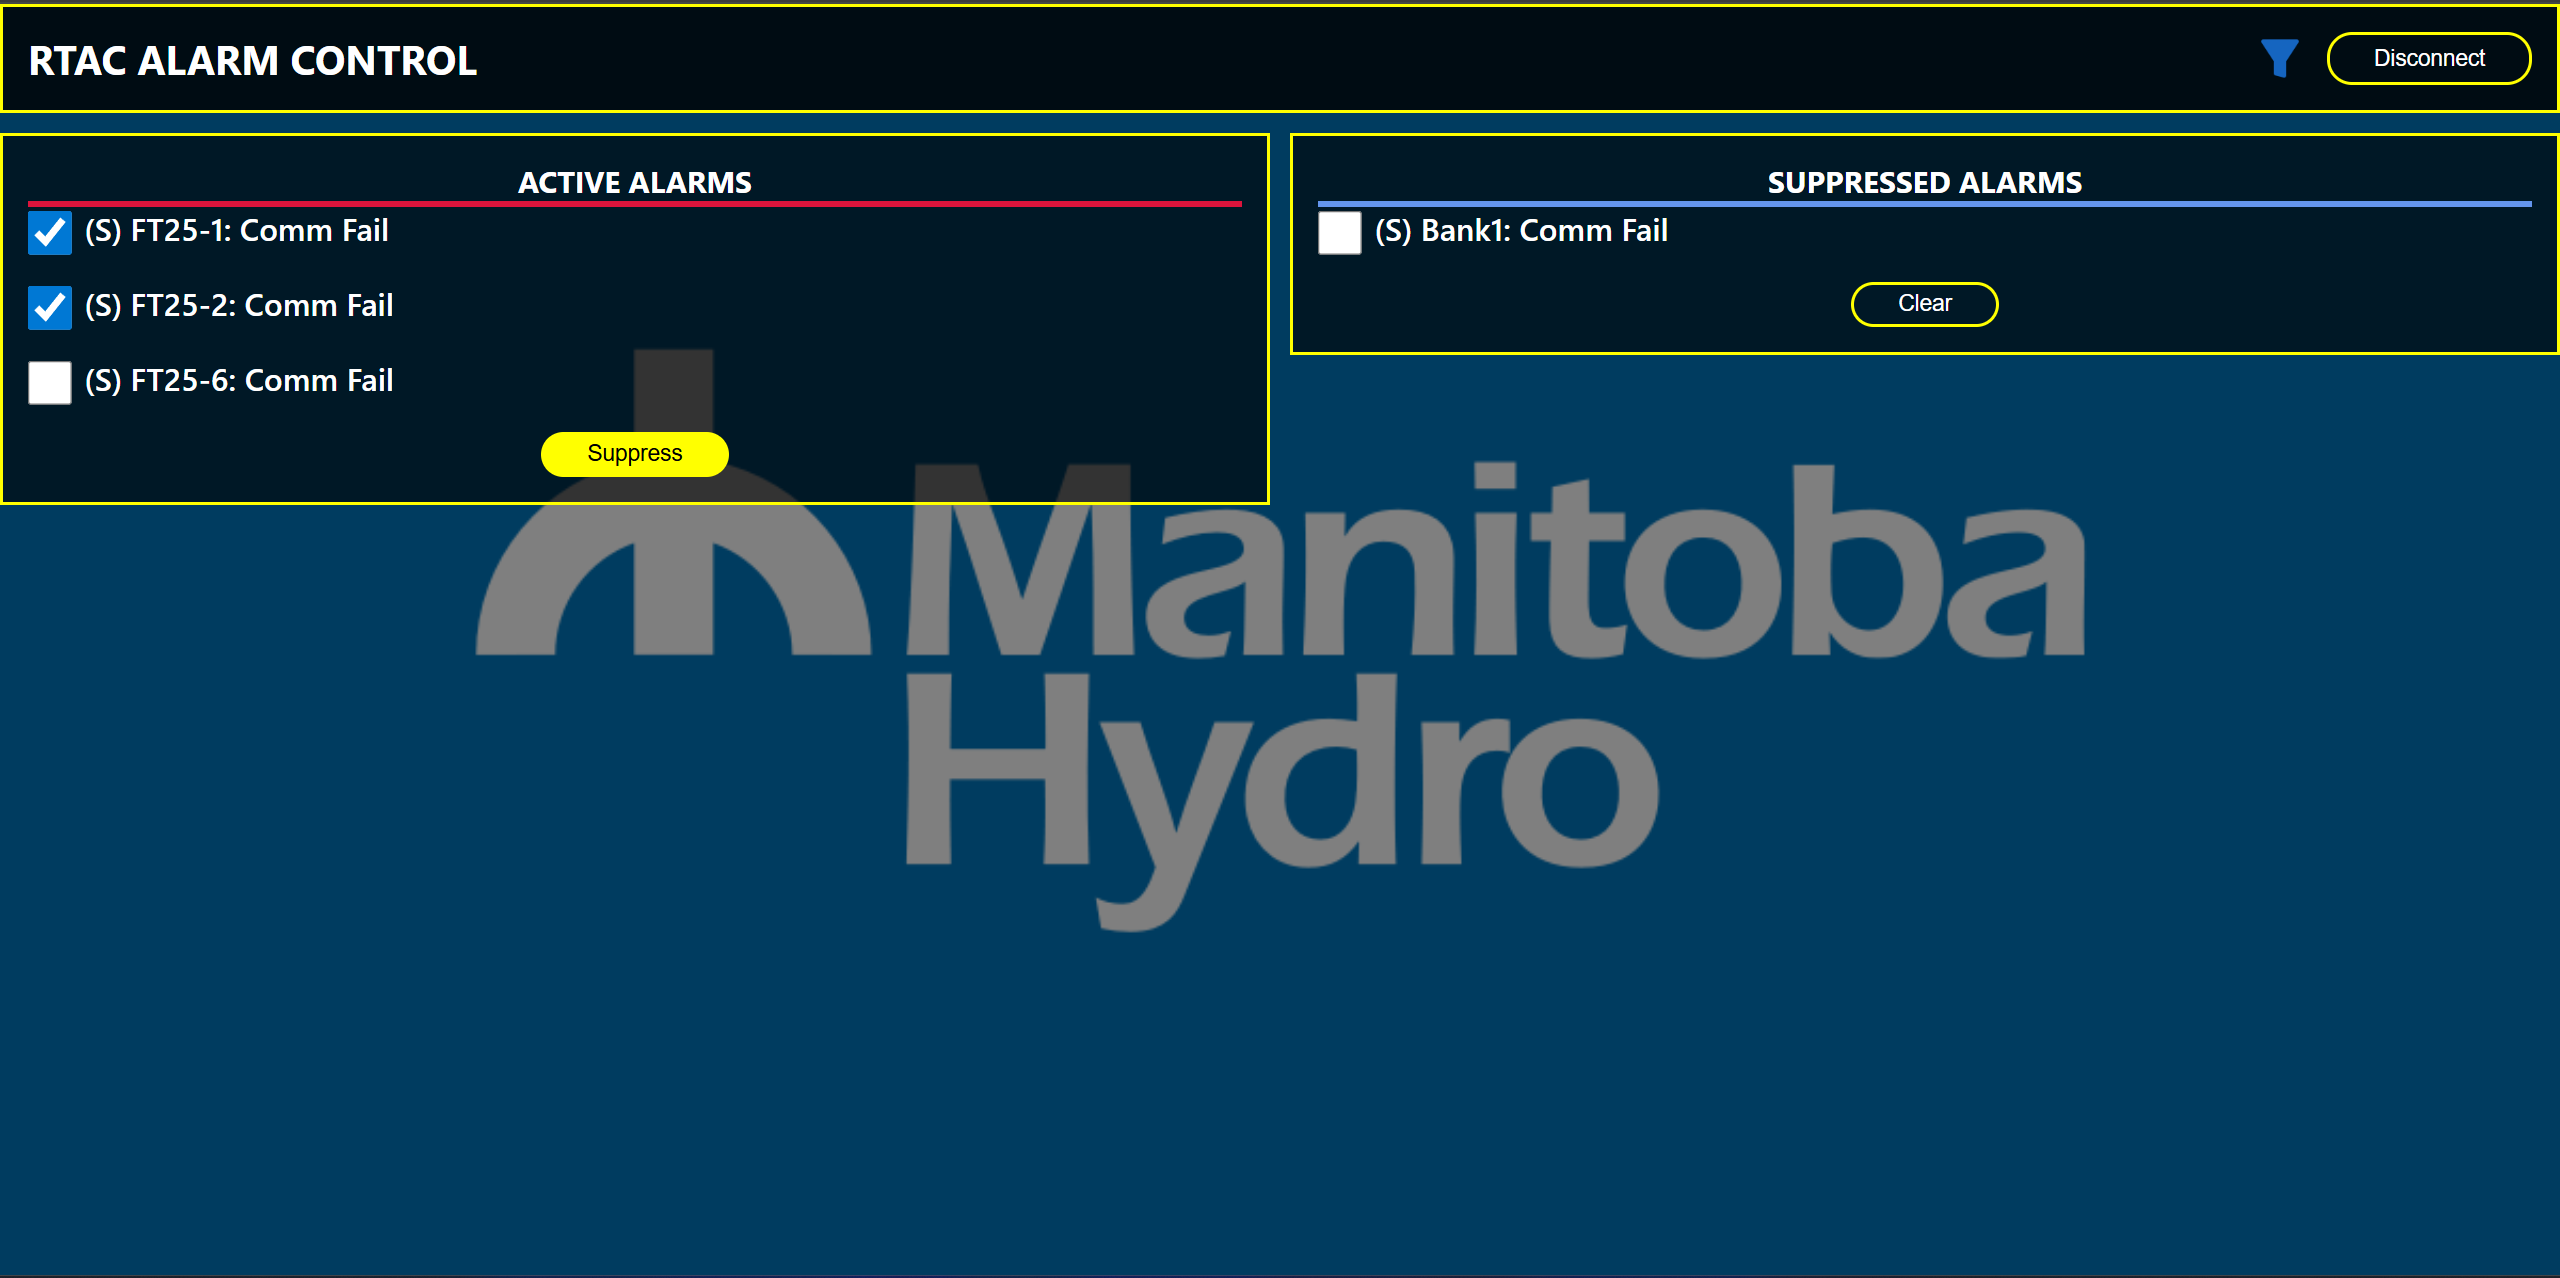 RTAC ALARM CONTROL
Disconnect
ACTIVE ALARMS
(S) FT25-1: Comm Fail
(S) FT25-2: Comm Fail
(S) FT25-6: Comm Fail
Suppress
SUPPRESSED ALARMS
(S) Bank1: Comm Fail
Clear
Manitoba
Hydro